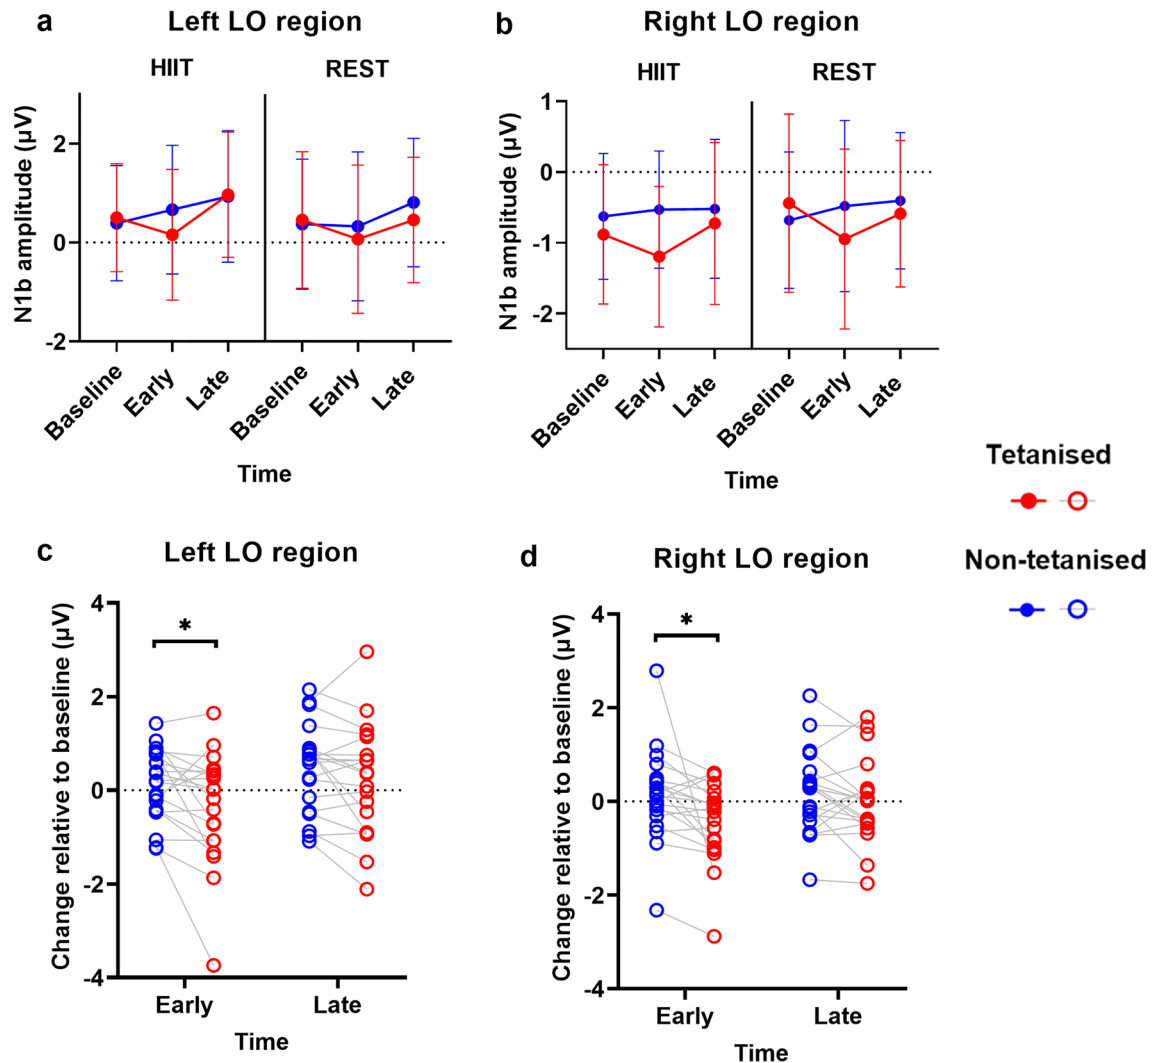 a
Left LO region
HIIT
REST
N1b amplitude (μV)
2
0
-2
Baseline
Early
Late
Baseline
Early
Late
Time
b
Right LO region
HIIT
REST
N1b amplitude (μV)
1
0
-1
-2
Baseline
Early
Late
Baseline
Early
Late
Time
Tetanised
Non-tetanised
c
Left LO region
Change relative to baseline (μV)
4
2
0
-2
-4
*
Early
Late
Time
d
Right LO region
Change relative to baseline (μV)
4
2
0
-2
-4
*
Early
Late
Time